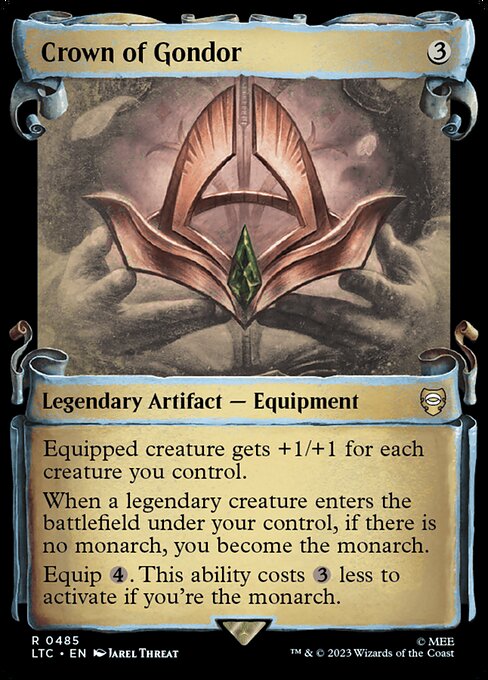 Crown of Gondor 3
Legendary Artifact — Equipment
Equipped creature gets +1/+1 for each
creature you control.
When a legendary creature enters the
battlefield under your control, if there is
no monarch, you become the monarch.
Equip 4. This ability costs 3 less to
activate if you're the monarch.
R 0485
LTC • EN JAREL THREAT
© MEE
™ & © 2023 Wizards of the Coast